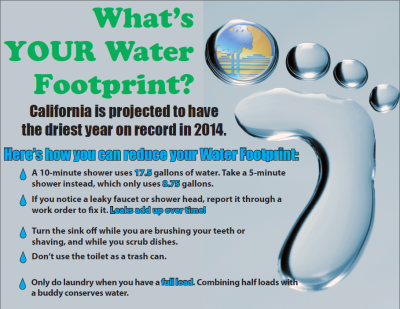 What's
YOUR Water
Footprint?
California is projected to have
the driest year on record in 2014.
Here's how you can reduce your Water Footprint:
A 10-minute shower uses 17.5 gallons of water. Take a 5-minute
shower instead, which only uses 8.75 gallons.
If you notice a leaky faucet or shower head, report it through a
work order to fix it. Leaks add up over time!
Turn the sink off while you are brushing your teeth or
shaving, and while you scrub dishes.
Don't use the toilet as a trash can.
Only do laundry when you have a full load. Combining half loads with
a buddy conserves water.